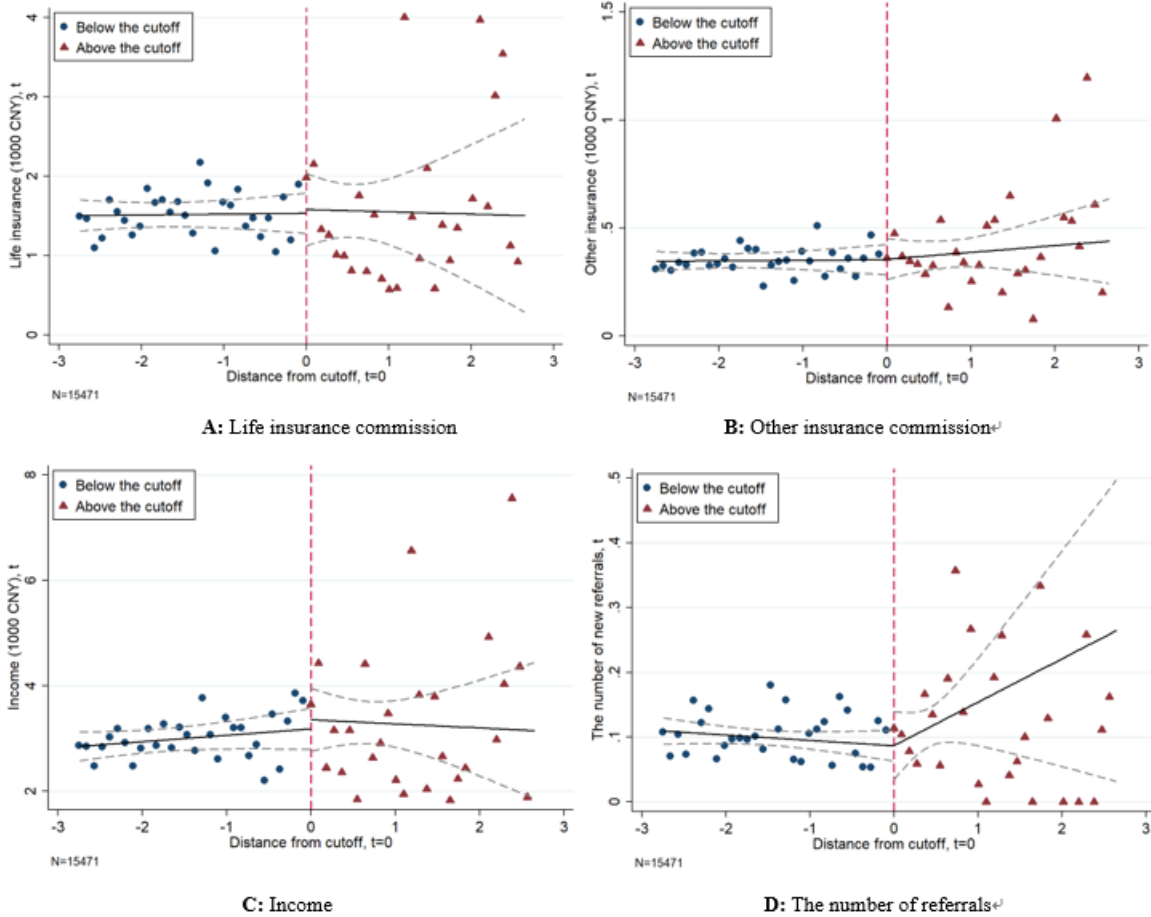 Life insurance (1000 CNY), t
4
3
2
1
0
Below the cutoff
Above the cutoff
-3 -2 -1 0 1 2 3
Distance from cutoff, t=0
N=15471
A: Life insurance commission
Other insurance (1000 CNY), t
1.5
1
.5
0
Below the cutoff
Above the cutoff
-3 -2 -1 0 1 2 3
Distance from cutoff, t=0
N=15471
B: Other insurance commission↵
Income (1000 CNY), t
8
6
4
2
Below the cutoff
Above the cutoff
-3 -2 -1 0 1 2 3
Distance from cutoff, t=0
N=15471
C: Income
The number of new referrals, t
.5
.4
.3
.2
.1
0
Below the cutoff
Above the cutoff
-3 -2 -1 0 1 2 3
Distance from cutoff, t=0
N=15471
D: The number of referrals↵